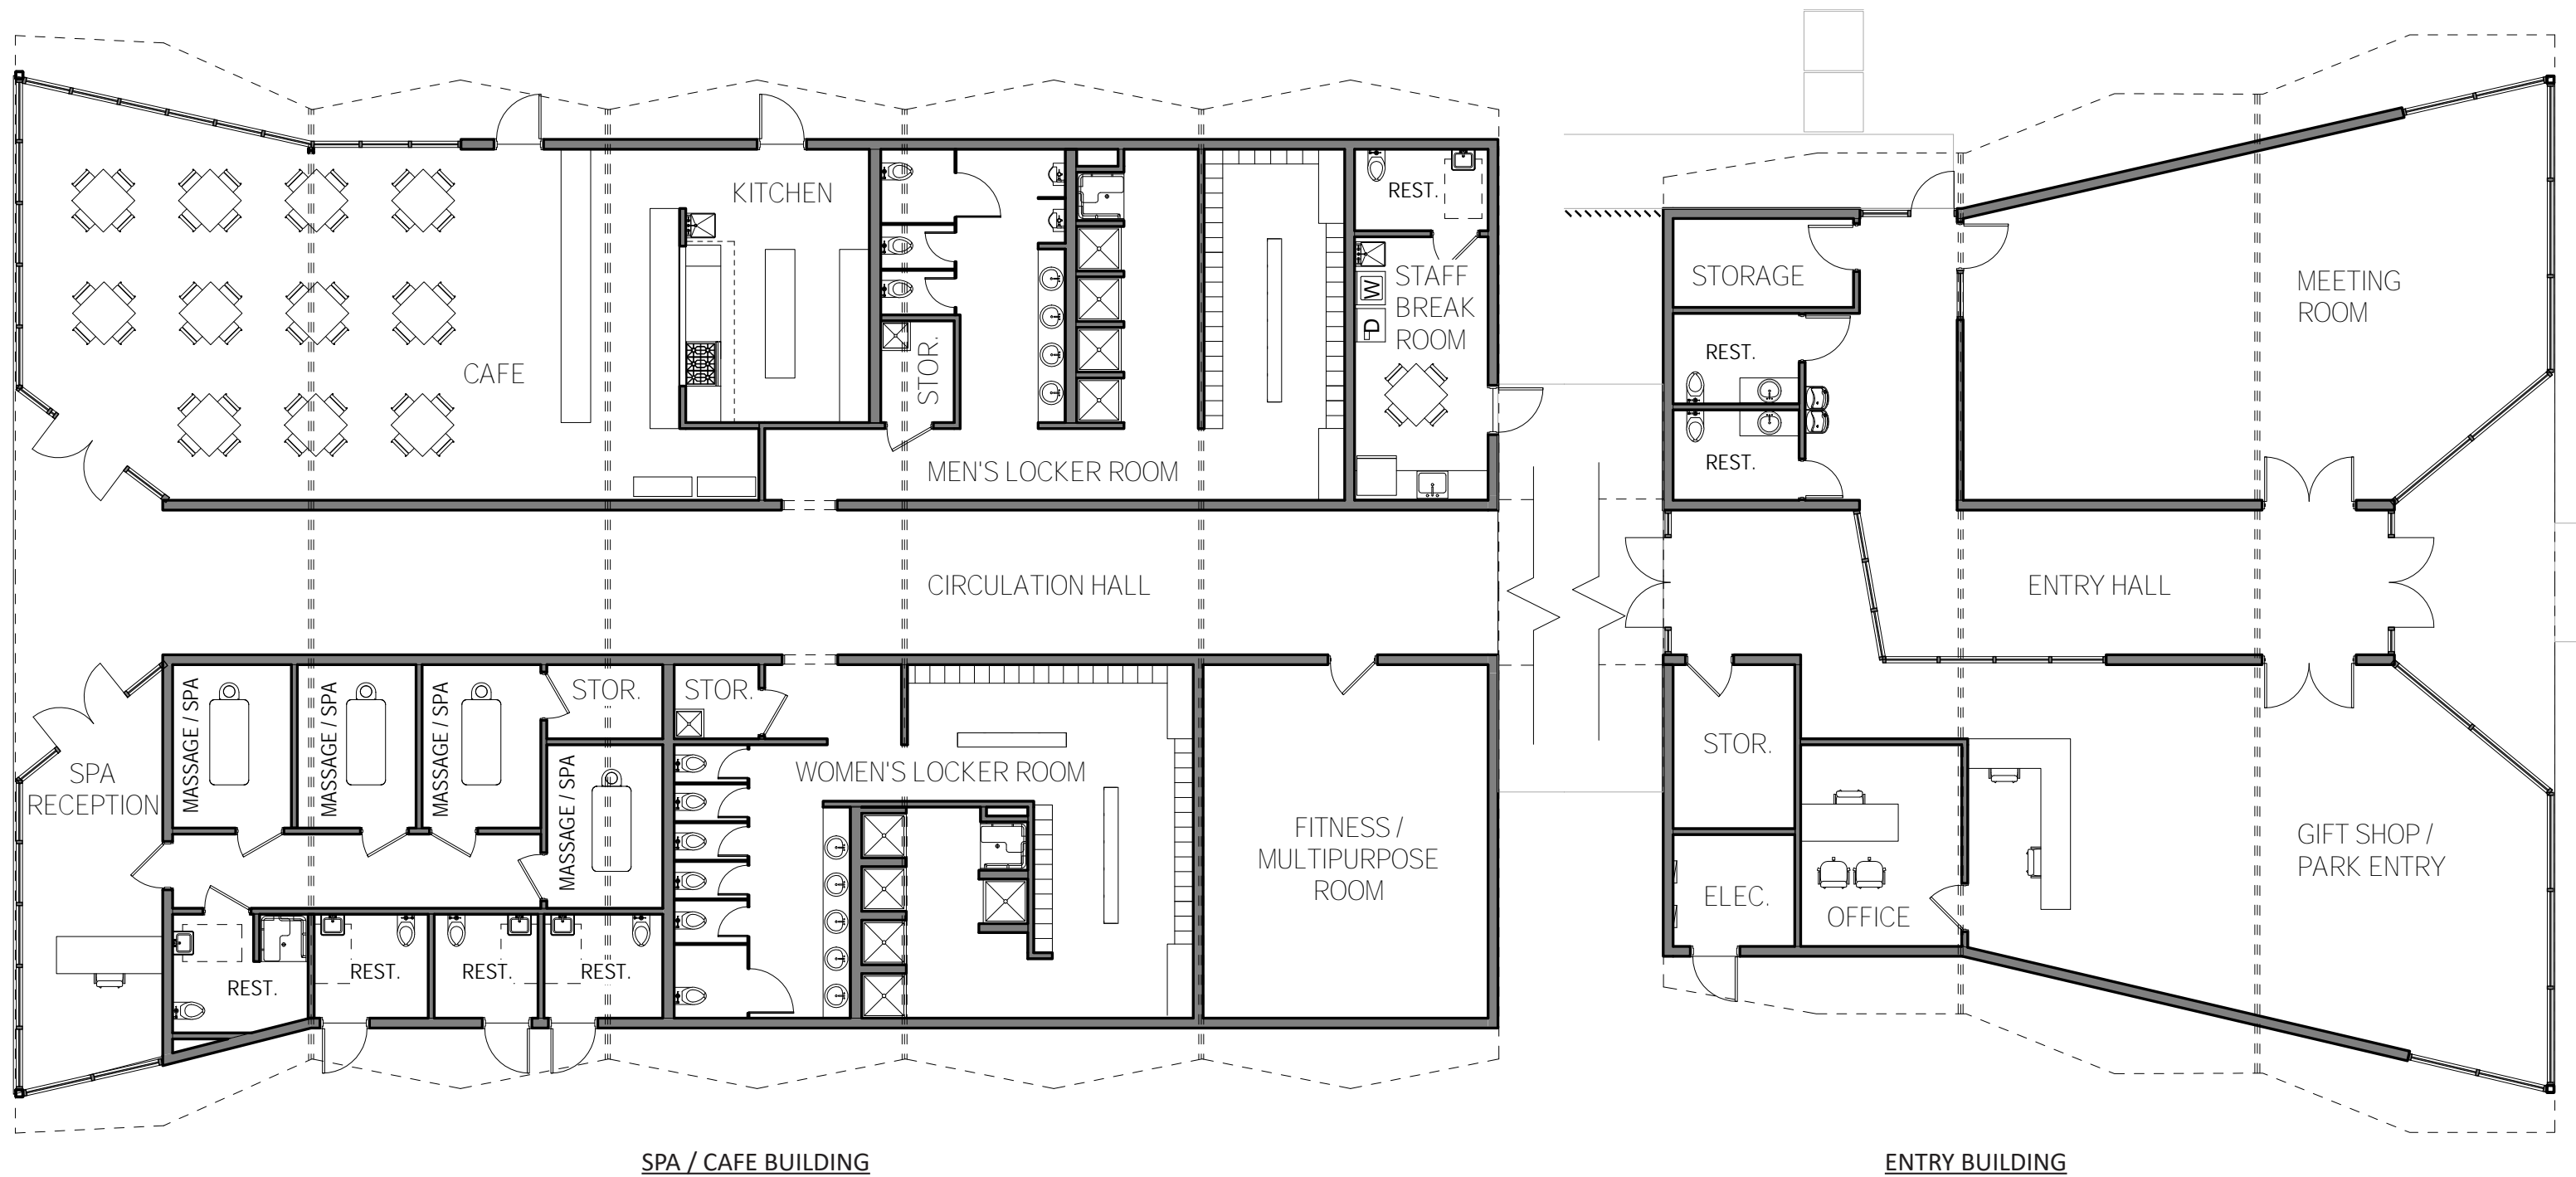 KITCHEN
REST.
STAFF
BREAK
ROOM
W
D
STORAGE
MEETING
ROOM
REST.
CAFE
STOR.
REST.
MEN'S LOCKER ROOM
CIRCULATION HALL
ENTRY HALL
MASSAGE / SPA
MASSAGE / SPA
MASSAGE / SPA
STOR.
STOR.
SPA
RECEPTION
MASSAGE / SPA
WOMEN'S LOCKER ROOM
STOR.
FITNESS /
MULTIPURPOSE
ROOM
GIFT SHOP /
PARK ENTRY
ELEC.
OFFICE
REST.
REST.
REST.
REST.
SPA / CAFE BUILDING
ENTRY BUILDING